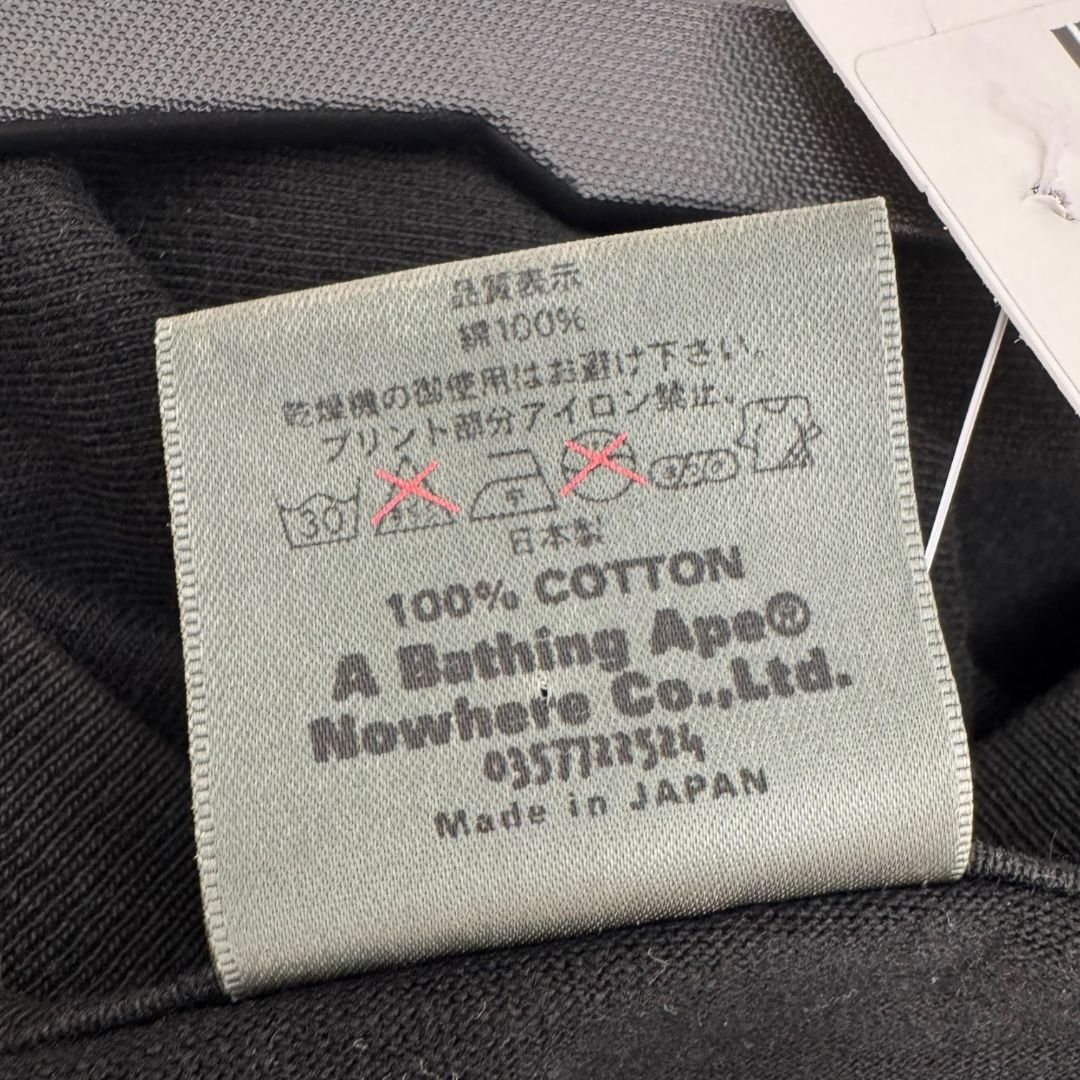 品質表示
綿100%
乾燥機の御使用はお避け下さい。
プリント部分アイロン禁止。
30
日本製
100% COTTON
A Bathing Ape®
Nowhere Co.,Ltd.
0357722524
Made in JAPAN